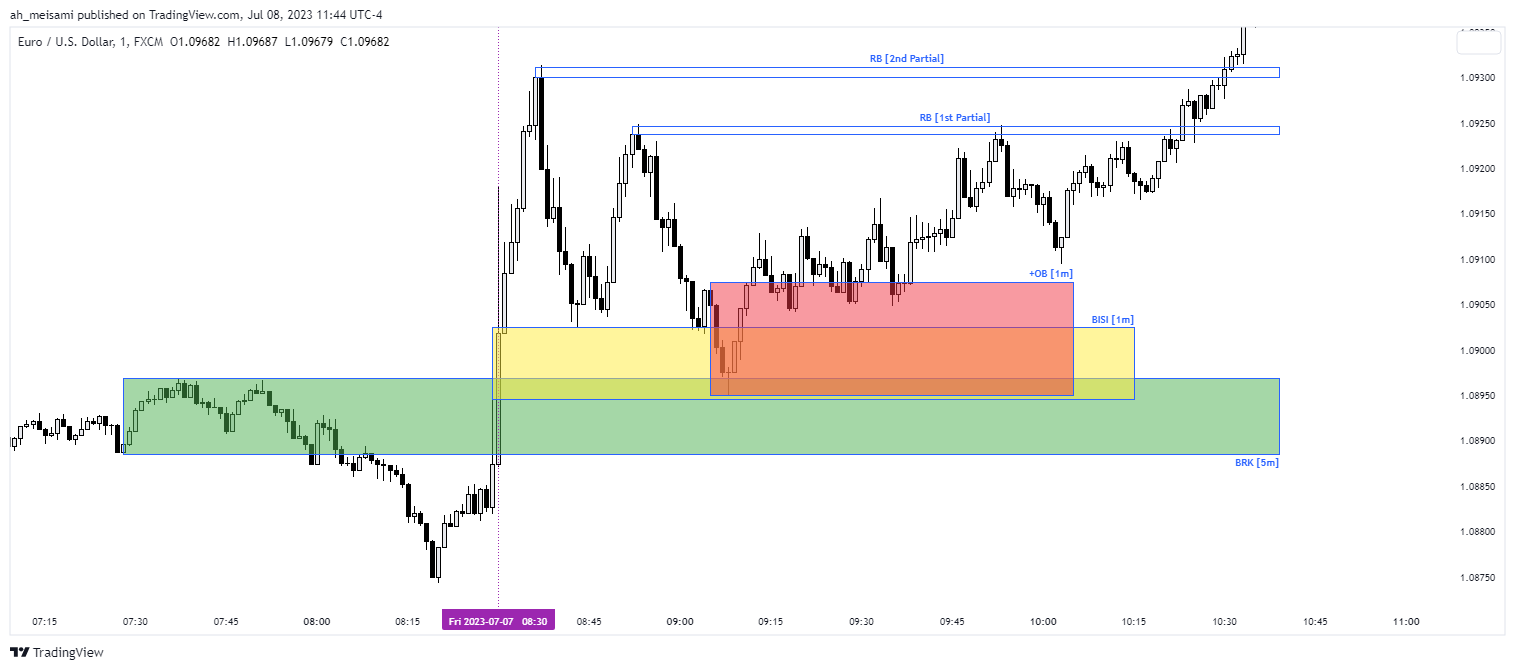 ah_meisami published on TradingView.com, Jul 08, 2023 11:44 UTC-4
Euro / U.S. Dollar, 1, FXCM O1.09682 H1.09687 L1.09679 C1.09682
RB [2nd Partial]
1.09300
RB [1st Partial]
1.09250
1.09200
1.09150
1.09100
+OB [1m]
1.09050
BISI [1m]
1.09000
1.08950
1.08900
BRK [5m]
1.08850
1.08800
1.08750
07:15 07:30 07:45 08:00 08:15 Fri 2023-07-07 08:30 08:45 09:00 09:15 09:30 09:45 10:00 10:15 10:30 10:45 11:00
TradingView